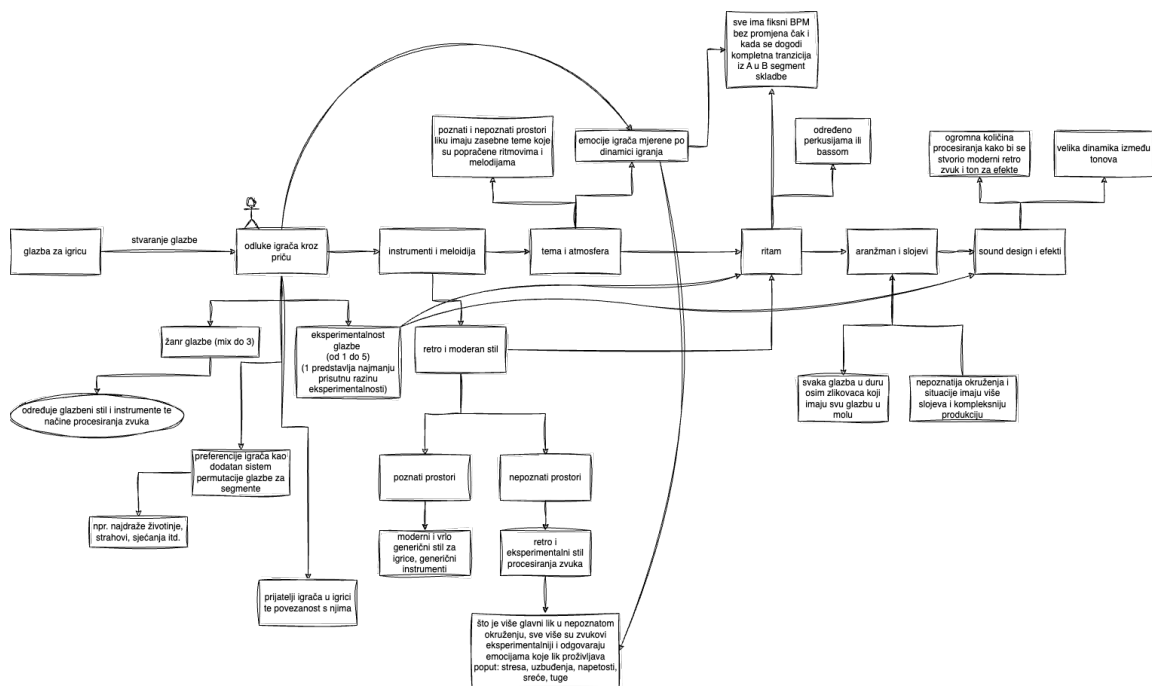 sve ima fiksni BPM
bez promjena čak i
kada se dogodi
kompletna tranzicija
iz A u B segment
skladbe
poznati i nepoznati prostori
liku imaju zasebne teme koje
su popraćene ritmovima i
melodijama
emocije igrača mjerene po
dinamici igranja
određeno
perkusijama ili
bassom
ogromna količina
procesiranja kako bi se
stvorio moderni retro
zvuk i ton za efekte
velika dinamika između
tonova
glazba za igricu
stvaranje glazbe
odluke igrača kroz
priču
instrumenti i meloidija
tema i atmosfera
ritam
aranžman i slojevi
sound design i efekti
žanr glazbe (mix do 3)
eksperimentalnost
glazbe
(od 1 do 5)
(1 predstavlja najmanju
prisutnu razinu
eksperimentalnosti)
retro i moderan stil
svaka glazba u duru
osim zlikovaca koji
imaju svu glazbu u
molu
nepoznatija okruženja i
situacije imaju više
slojeva i kompleksniju
produkciju
određuje glazbeni stil i instrumente te
načine procesiranja zvuka
preferencije igrača kao
dodatan sistem
permutacije glazbe za
segmente
npr. najdraže životinje,
strahovi, sjećanja itd.
poznati prostori
nepoznati prostori
moderni i vrlo
generični stil za
igrice, generični
instrumenti
retro i
eksperimentalni stil
procesiranja zvuka
prijatelji igrača u igrici
te povezanost s njima
što je više glavni lik u nepoznatom
okruženju, sve više su zvukovi
eksperimentalniji i odgovaraju
emocijama koje lik proživljava
poput: stresa, uzbuđenja, napetosti,
sreće, tuge